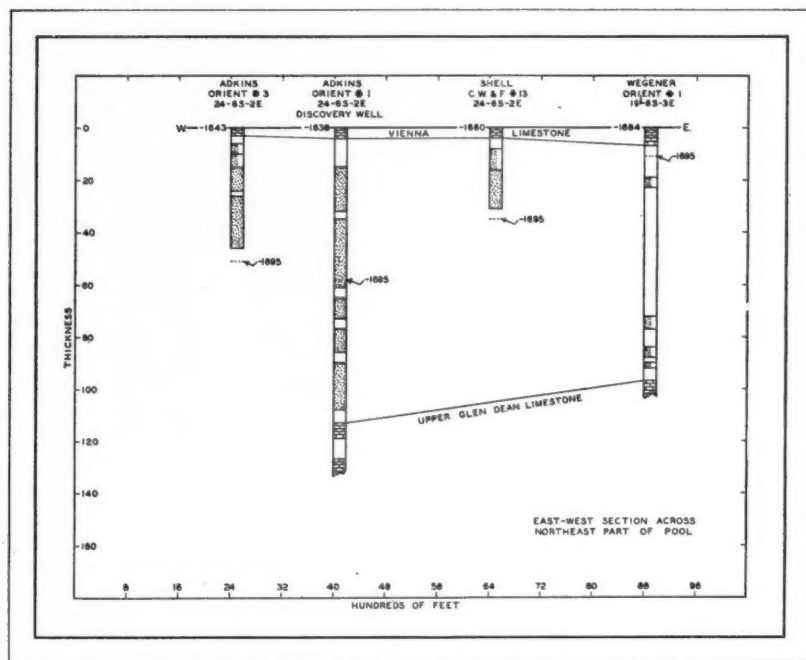 ADKINS
ORIENT # 3
24-6S-2E
ADKINS
ORIENT # 1
24-6S-2E
DISCOVERY WELL
SHELL
C.W.& F #13
24-6S-2E
WEGENER
ORIENT # 1
19-6S-3E
W. -1643 -1638 VIENNA -1660 LIMESTONE -1684 E.
-1695
-1695
-1695
-1695
0
-20
-40
-60
-80
-100
-120
-140
-160
THICKNESS
UPPER GLEN DEAN LIMESTONE
EAST-WEST SECTION ACROSS
NORTHEAST PART OF POOL
8 16 24 32 40 48 56 64 72 80 88 96
HUNDREDS OF FEET